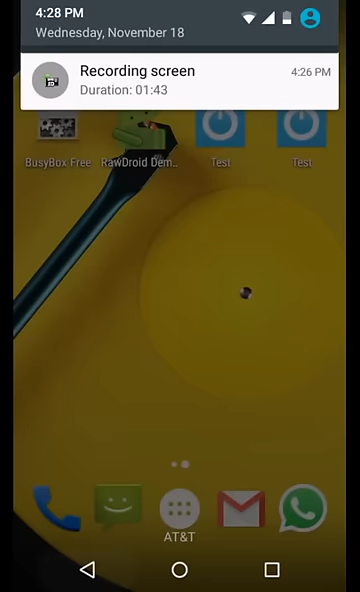 4:28 PM
Wednesday, November 18
Recording screen
4:26 PM
Duration: 01:43
BusyBox Free
RawDroid Dem..
Test
Test
AT&T